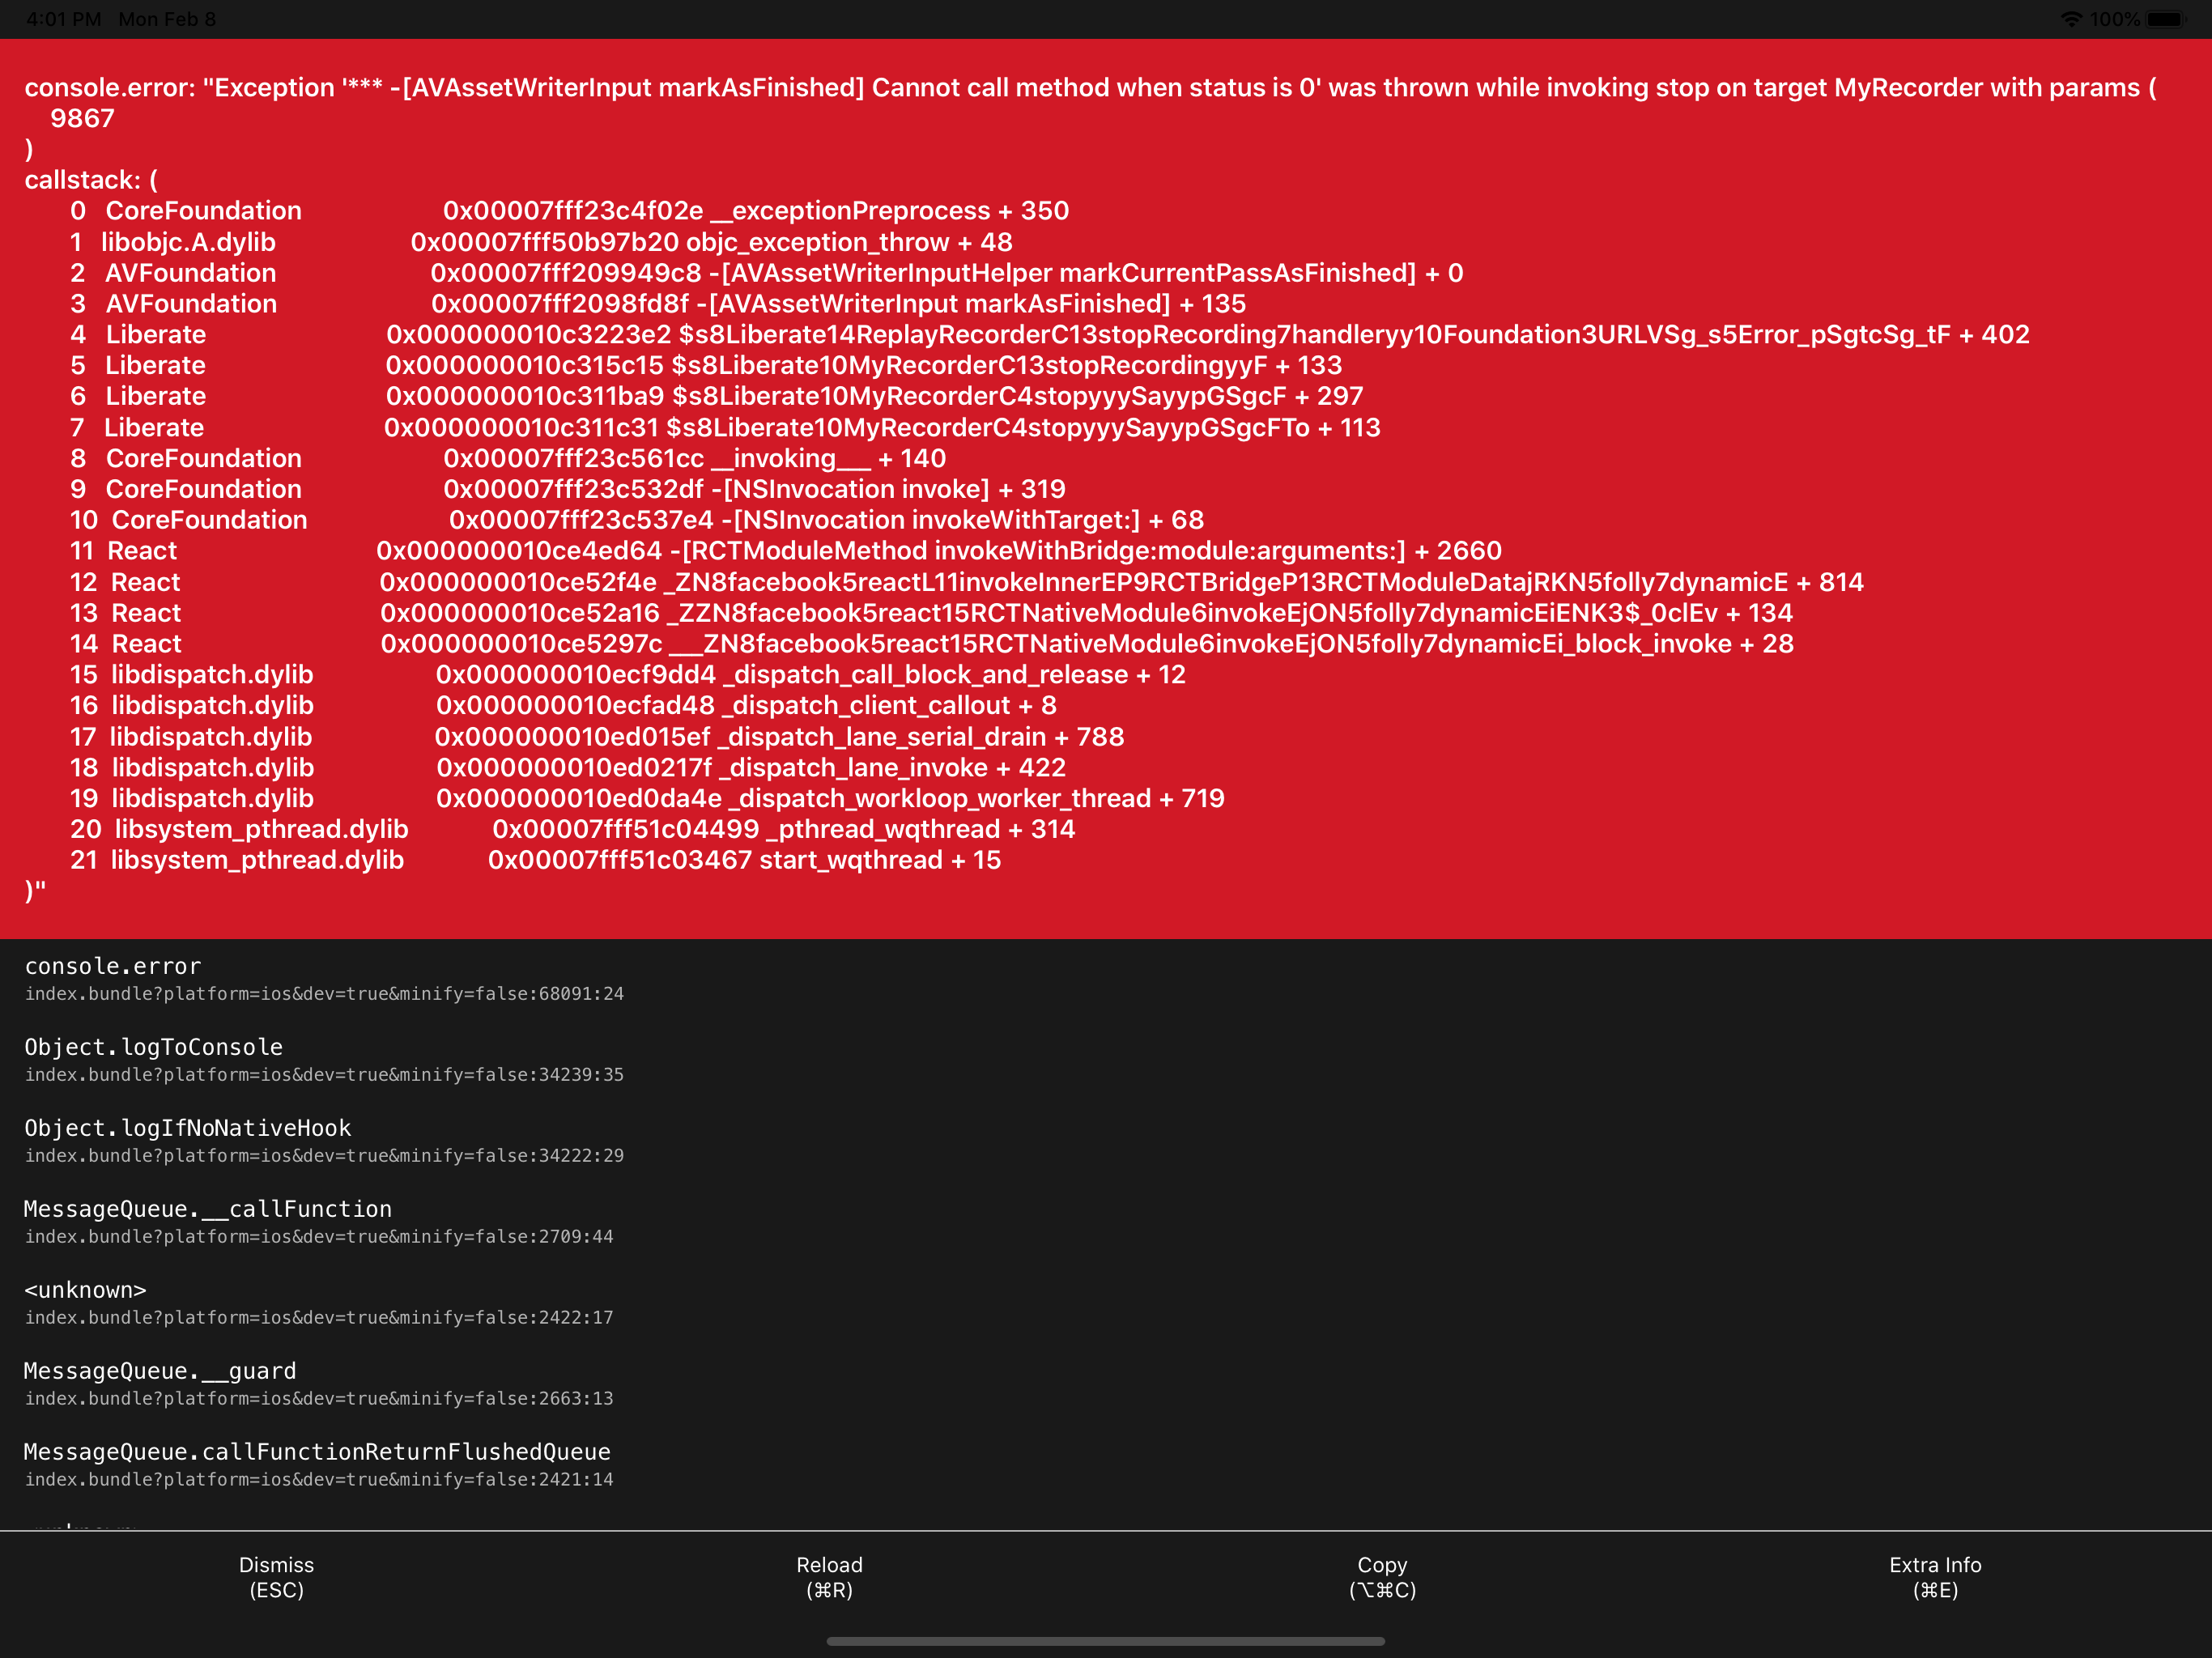 4:01 PM Mon Feb 8
100%
console.error: "Exception '*** -[AVAssetWriterInput markAsFinished] Cannot call method when status is 0' was thrown while invoking stop on target MyRecorder with params (
9867
)
callstack: (
0 CoreFoundation 0x00007fff23c4f02e __exceptionPreprocess + 350
1 libobjc.A.dylib 0x00007fff50b97b20 objc_exception_throw + 48
2 AVFoundation 0x00007fff209949c8 -[AVAssetWriterInputHelper markCurrentPassAsFinished] + 0
3 AVFoundation 0x00007fff2098fd8f -[AVAssetWriterInput markAsFinished] + 135
4 Liberate 0x000000010c3223e2 $s8Liberate14ReplayRecorderC13stopRecording7handleryy10Foundation3URLVSg_s5Error_pSgtcSg_tF + 402
5 Liberate 0x000000010c315c15 $s8Liberate10MyRecorderC13stopRecordingyyF + 133
6 Liberate 0x000000010c311ba9 $s8Liberate10MyRecorderC4stopyyySayypGSgcF + 297
7 Liberate 0x000000010c311c31 $s8Liberate10MyRecorderC4stopyyySayypGSgcFTo + 113
8 CoreFoundation 0x00007fff23c561cc __invoking___ + 140
9 CoreFoundation 0x00007fff23c532df -[NSInvocation invoke] + 319
10 CoreFoundation 0x00007fff23c537e4 -[NSInvocation invokeWithTarget:] + 68
11 React 0x000000010ce4ed64 -[RCTModuleMethod invokeWithBridge:module:arguments:] + 2660
12 React 0x000000010ce52f4e _ZN8facebook5reactL11invokeInnerEP9RCTBridgeP13RCTModuleDatajRKN5folly7dynamicE + 814
13 React 0x000000010ce52a16 _ZZN8facebook5react15RCTNativeModule6invokeEjON5folly7dynamicEiENK3$_0clEv + 134
14 React 0x000000010ce5297c ___ZN8facebook5react15RCTNativeModule6invokeEjON5folly7dynamicEi_block_invoke + 28
15 libdispatch.dylib 0x000000010ecf9dd4 _dispatch_call_block_and_release + 12
16 libdispatch.dylib 0x000000010ecfad48 _dispatch_client_callout + 8
17 libdispatch.dylib 0x000000010ed015ef _dispatch_lane_serial_drain + 788
18 libdispatch.dylib 0x000000010ed0217f _dispatch_lane_invoke + 422
19 libdispatch.dylib 0x000000010ed0da4e _dispatch_workloop_worker_thread + 719
20 libsystem_pthread.dylib 0x00007fff51c04499 _pthread_wqthread + 314
21 libsystem_pthread.dylib 0x00007fff51c03467 start_wqthread + 15
)"
console.error
index.bundle?platform=ios&dev=true&minify=false:68091:24
Object.logToConsole
index.bundle?platform=ios&dev=true&minify=false:34239:35
Object.logIfNoNativeHook
index.bundle?platform=ios&dev=true&minify=false:34222:29
MessageQueue.__callFunction
index.bundle?platform=ios&dev=true&minify=false:2709:44
<unknown>
index.bundle?platform=ios&dev=true&minify=false:2422:17
MessageQueue.__guard
index.bundle?platform=ios&dev=true&minify=false:2663:13
MessageQueue.callFunctionReturnFlushedQueue
index.bundle?platform=ios&dev=true&minify=false:2421:14
Dismiss
(ESC)
Reload
(⌘R)
Copy
(⌥⌘C)
Extra Info
(⌘E)